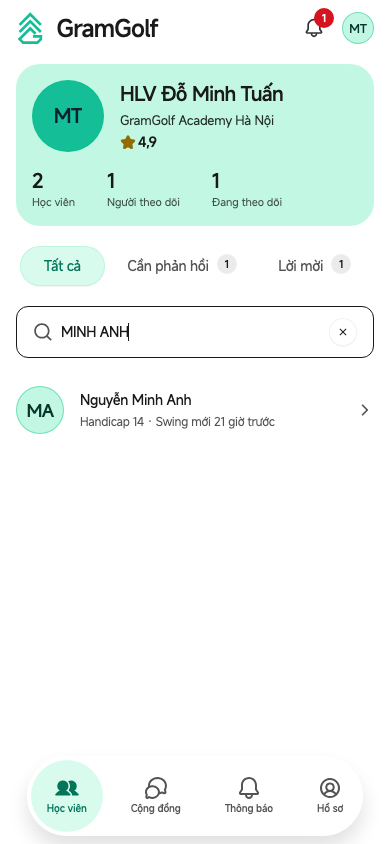 GramGolf
1
MT
MT
HLV Đỗ Minh Tuấn
GramGolf Academy Hà Nội
4,9
2
Học viên
1
Người theo dõi
1
Đang theo dõi
Tất cả
Cần phản hồi 1
Lời mời 1
MINH ANH
MA
Nguyễn Minh Anh
Handicap 14 · Swing mới 21 giờ trước
Học viên
Cộng đồng
Thông báo
Hồ sơ